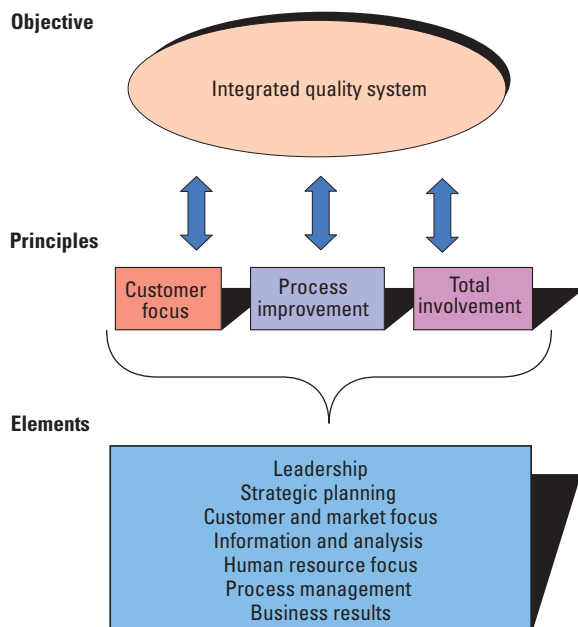 Objective
Integrated quality system
Principles
Customer
focus
Process
improvement
Total
involvement
Elements
Leadership
Strategic planning
Customer and market focus
Information and analysis
Human resource focus
Process management
Business results